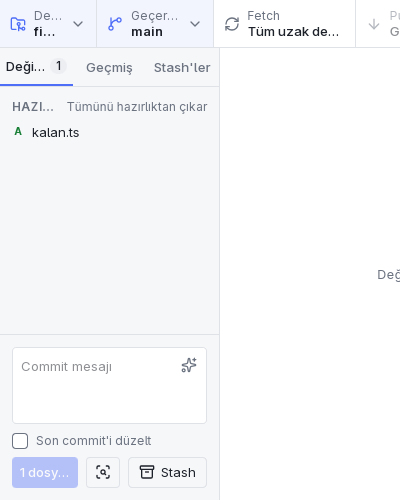 De...
fi...
Geçer...
main
Fetch
Tüm uzak de...
Deği... 1
Geçmiş
Stash'ler
HAZI...
Tümünü hazırlıktan çıkar
A kalan.ts
Değ
Commit mesajı
Son commit'i düzelt
1 dosy...
Stash